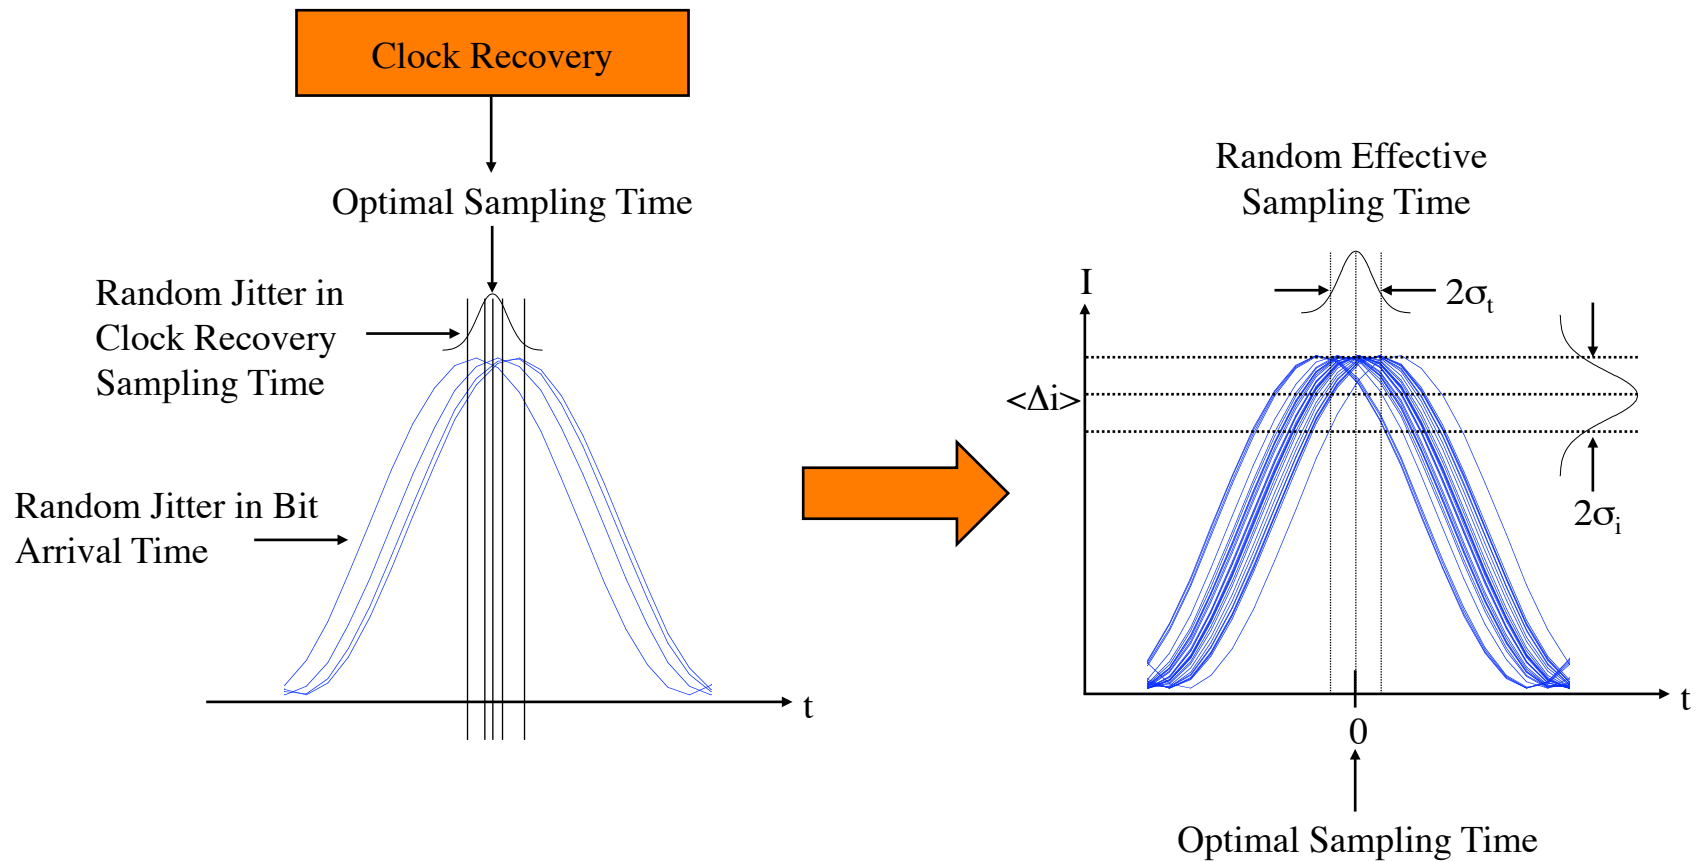 Clock Recovery
Optimal Sampling Time
Random Jitter in
Clock Recovery
Sampling Time
Random Jitter in Bit
Arrival Time
t
Random Effective
Sampling Time
I
2σt
<Δi>
2σi
t
0
Optimal Sampling Time